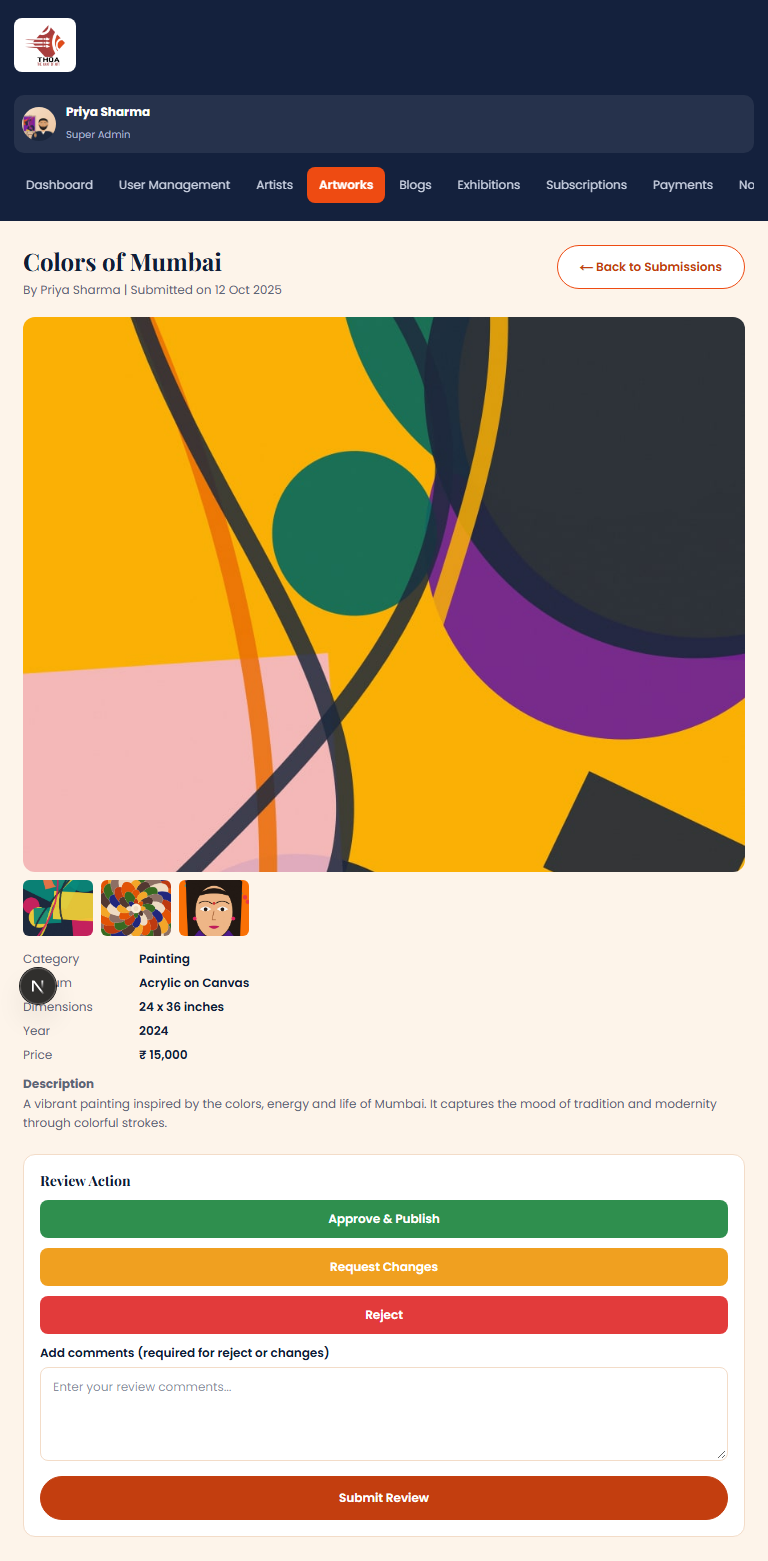 THOA
Priya Sharma
Super Admin
Dashboard User Management Artists Artworks Blogs Exhibitions Subscriptions Payments No
Colors of Mumbai
← Back to Submissions
By Priya Sharma | Submitted on 12 Oct 2025
Category Painting
um Acrylic on Canvas
N
Dimensions 24 x 36 inches
Year 2024
Price ₹ 15,000
Description
A vibrant painting inspired by the colors, energy and life of Mumbai. It captures the mood of tradition and modernity
through colorful strokes.
Review Action
Approve & Publish
Request Changes
Reject
Add comments (required for reject or changes)
Enter your review comments...
Submit Review